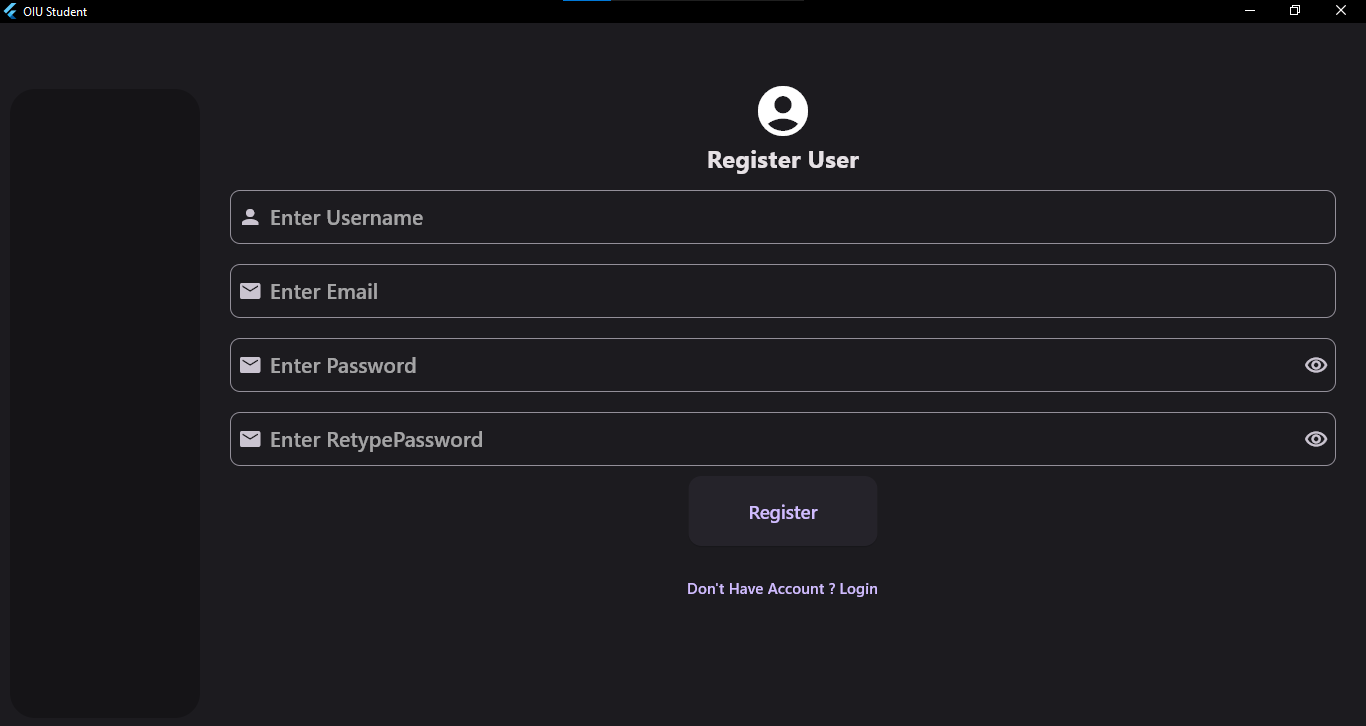 OIU Student
Register User
Enter Username
Enter Email
Enter Password
Enter RetypePassword
Register
Don't Have Account ? Login